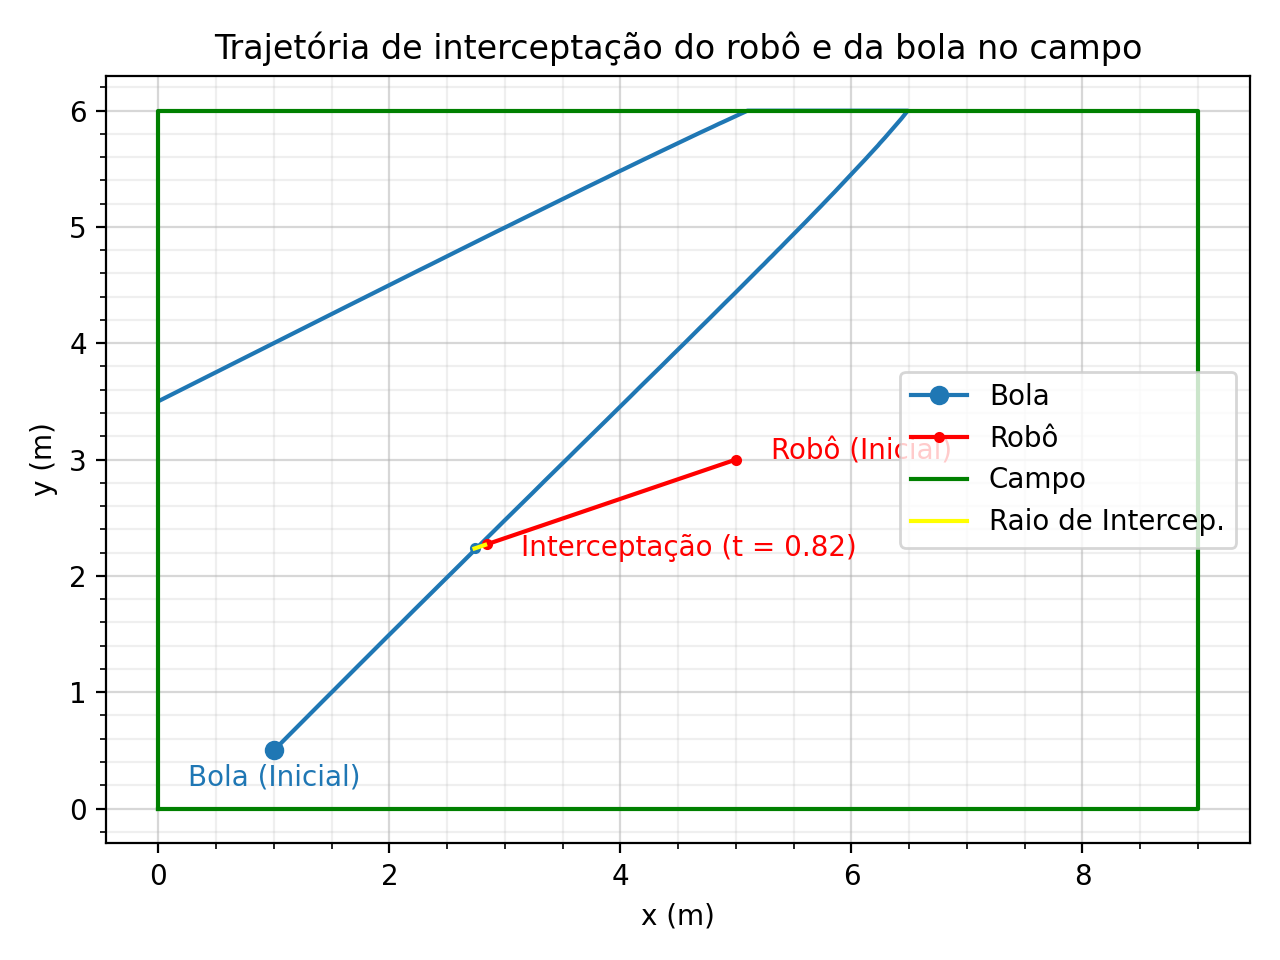 Trajetória de interceptação do robô e da bola no campo
6
5
4
3
2
1
0
y (m)
Bola
Robô
Campo
Raio de Intercep.
Robô (Inicial)
Interceptação (t = 0.82)
Bola (Inicial)
0 2 4 6 8
x (m)